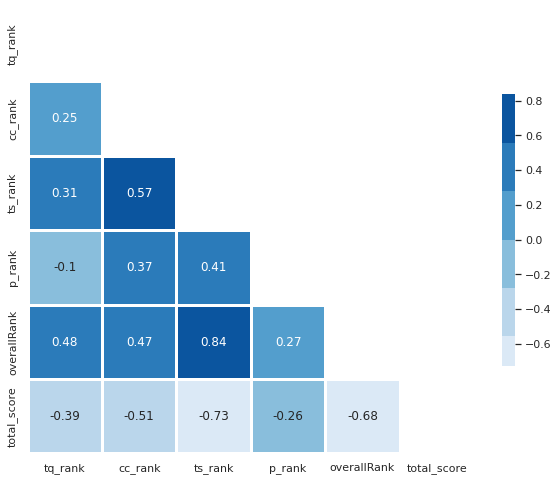 tq_rank
cc_rank
0.25
ts_rank
0.31 0.57
p_rank
-0.1 0.37 0.41
overallRank
0.48 0.47 0.84 0.27
total_score
-0.39 -0.51 -0.73 -0.26 -0.68
tq_rank cc_rank ts_rank p_rank overallRank total_score
0.8
0.6
0.4
0.2
0.0
−0.2
−0.4
−0.6